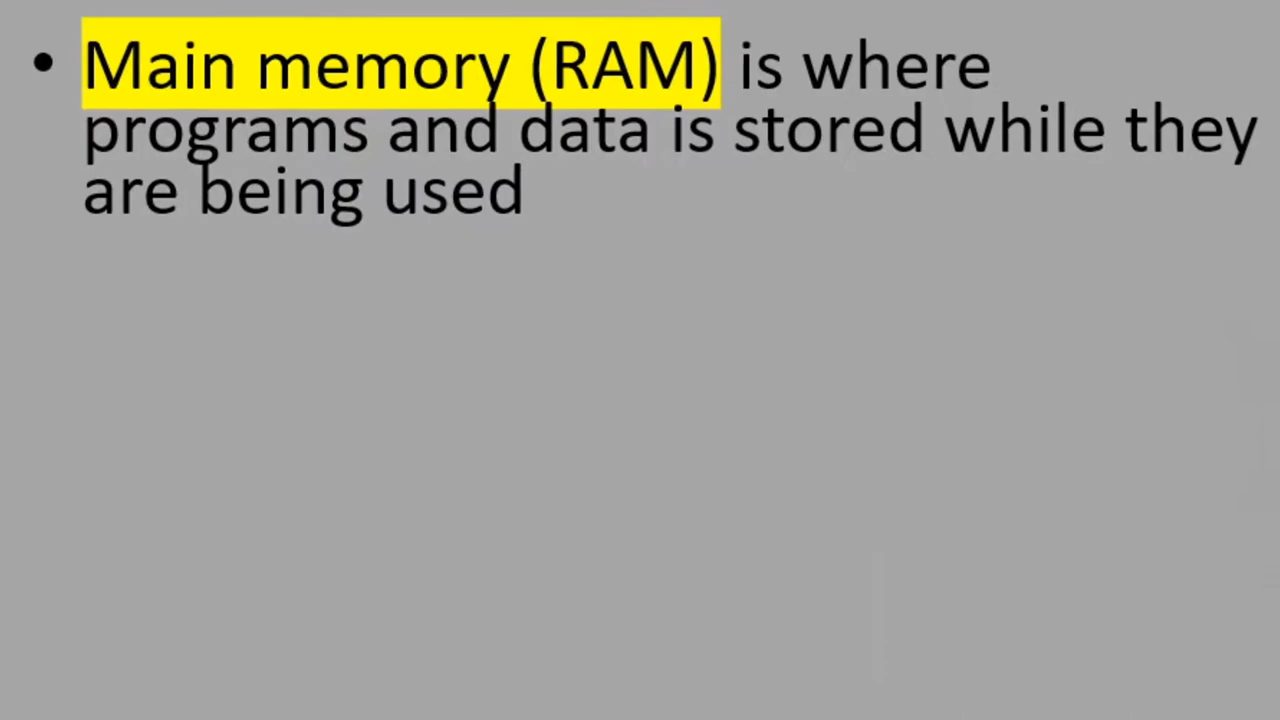 • Main memory (RAM) is where
programs and data is stored while they
are being used